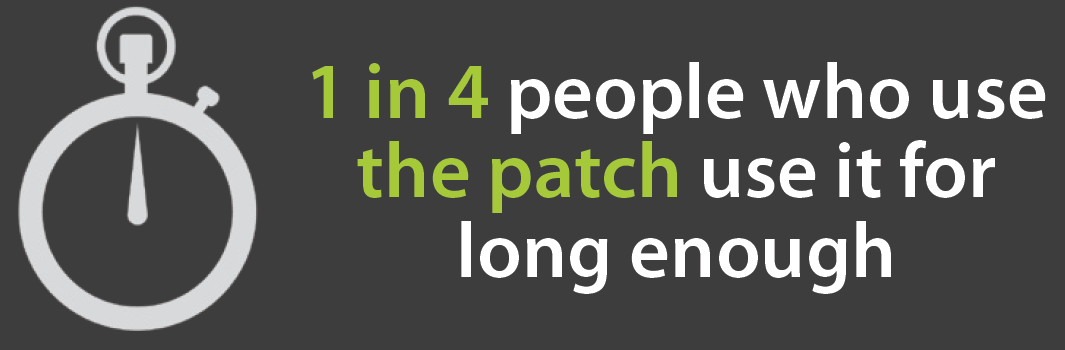 1 in 4 people who use
the patch use it for
long enough